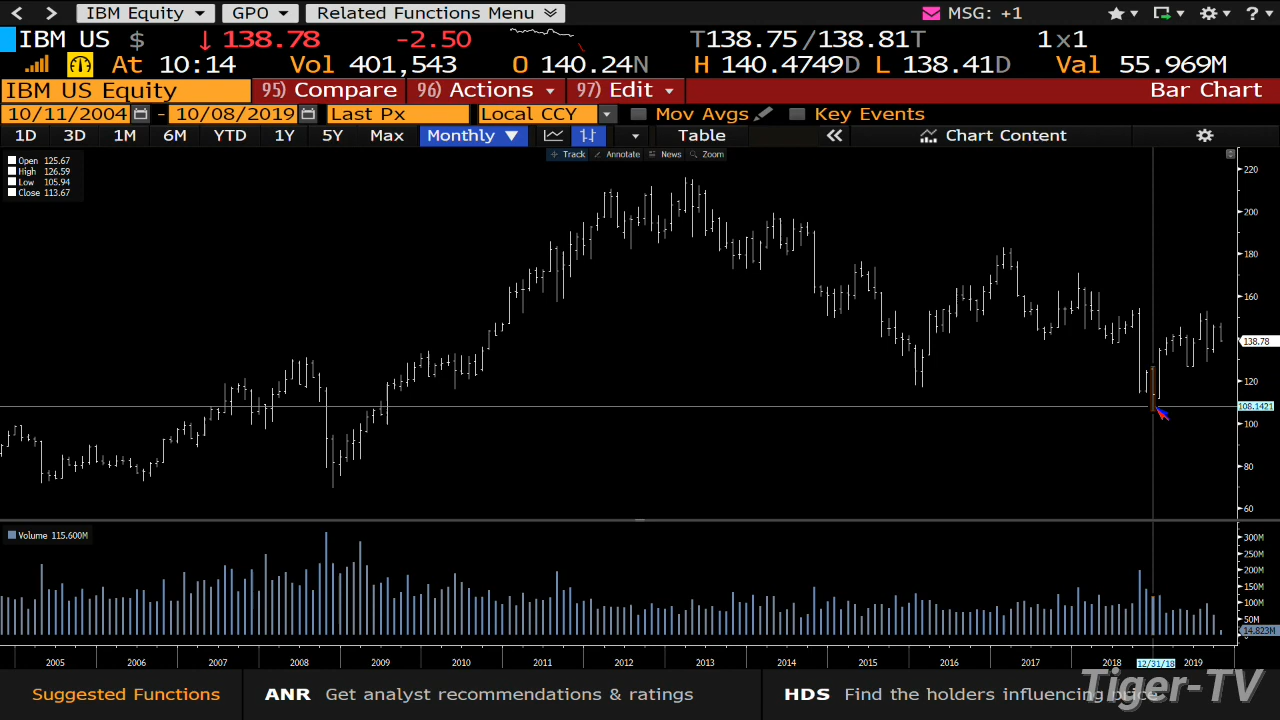 IBM Equity GPO Related Functions Menu MSG: +1 ?
IBM US $ ↓ 138.78 -2.50 T138.75/138.81T 1x1
At 10:14 Vol 401,543 O 140.24N H 140.4749D L 138.41D Val 55.969M
IBM US Equity 95) Compare 96) Actions 97) Edit Bar Chart
10/11/2004 - 10/08/2019 Last Px Local CCY Mov Avgs Key Events
1D 3D 1M 6M YTD 1Y 5Y Max Monthly ▼ Table Chart Content
Track Annotate News Zoom
Open 125.67
High 126.59
Low 105.94
Close 113.67
220
200
180
160
138.78
120
108.1421
100
80
60
Volume 115.600M
300M
250M
200M
150M
100M
50M
14.823M
2005 2006 2007 2008 2009 2010 2011 2012 2013 2014 2015 2016 2017 2018 12/31/18 2019
Suggested Functions ANR Get analyst recommendations & ratings HDS Find the holders influencing price
Tiger-TV